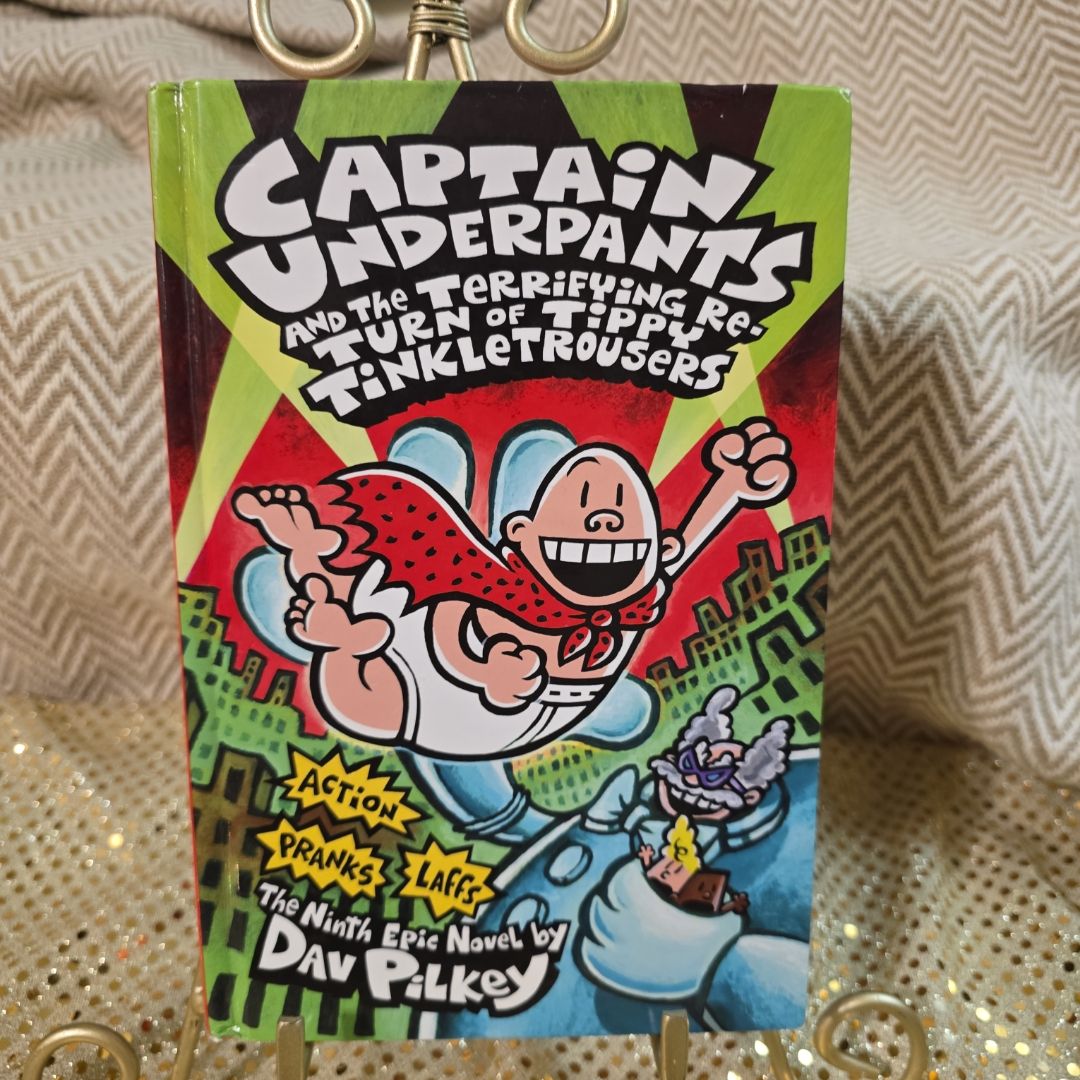 CAPTAiN
UNDERPANTS
AND THe TeRRiFYiNG Re-
TURN OF TiPPY
TiNKLeTROUSeRS
ACTiON
PRANKS
LAFFS
The NiNTh EPiC NOVeL by
DAV PiLKey